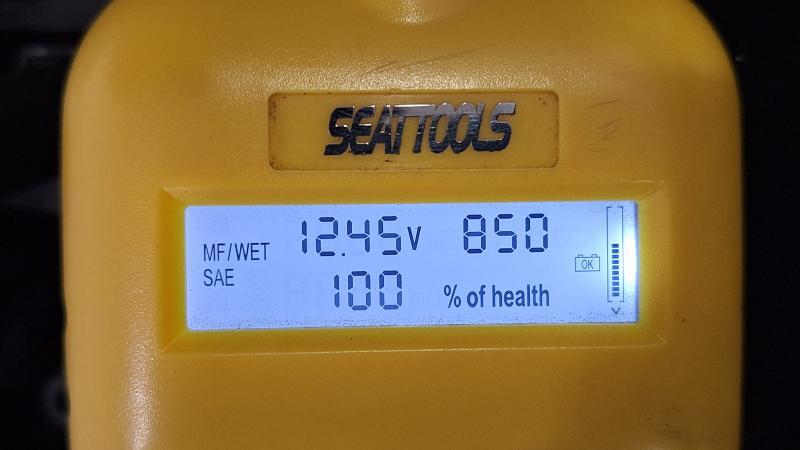 SEATTOOLS
MF/WET 12.45V 850
SAE 100 % of health
OK
V